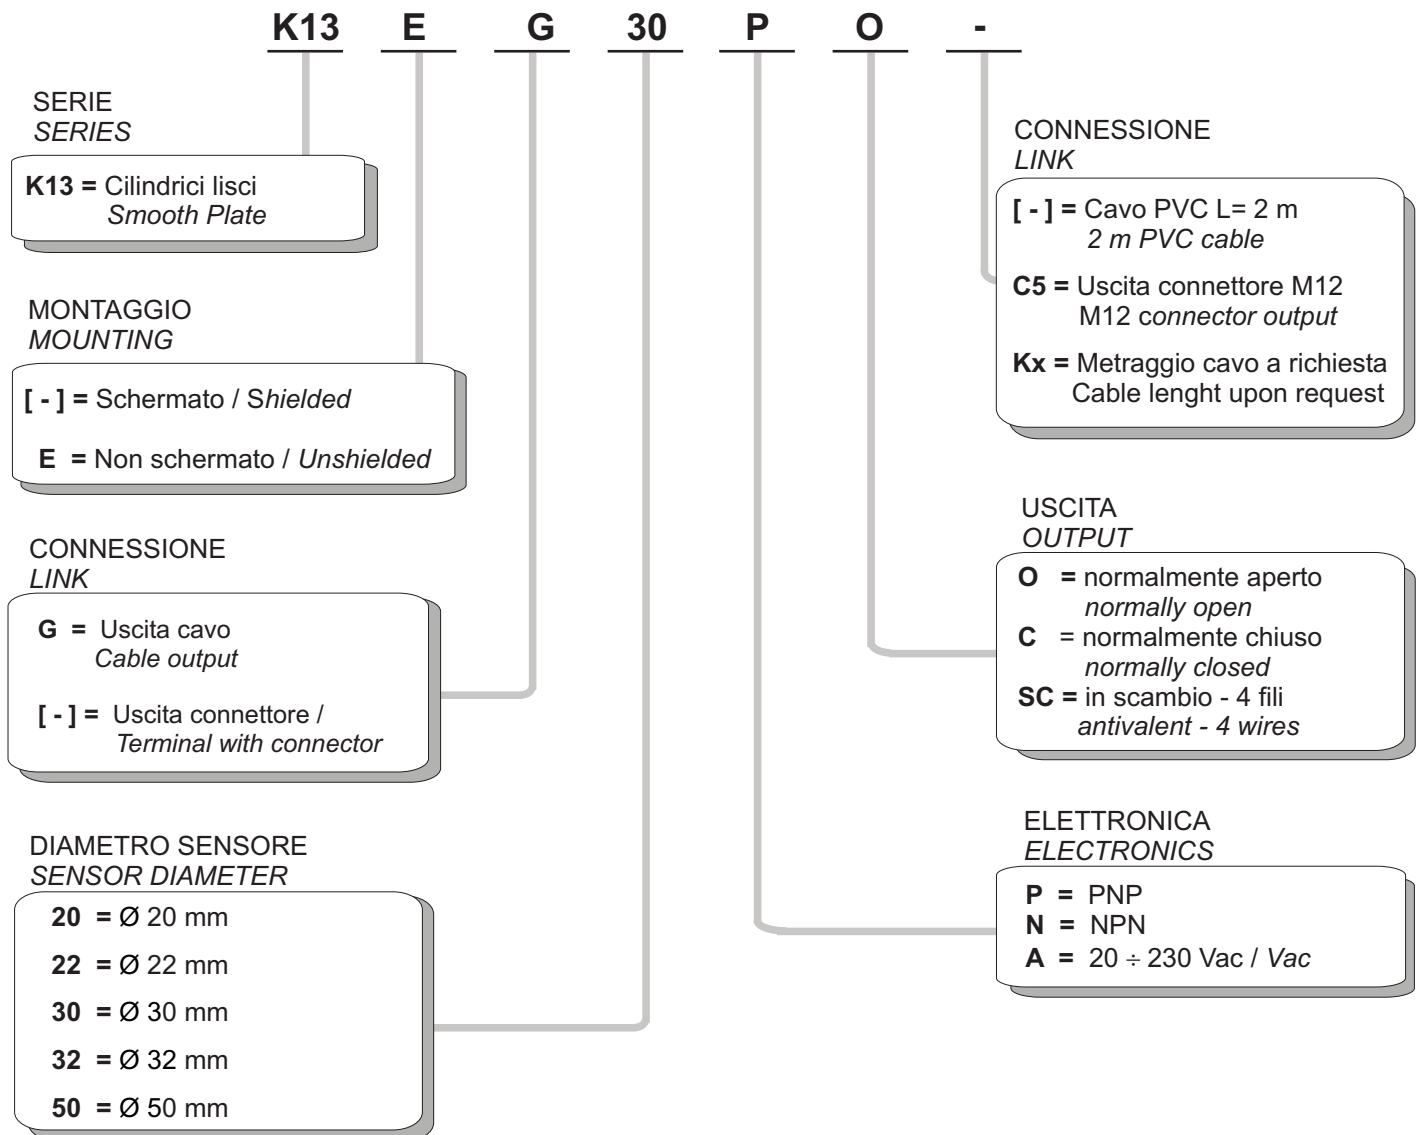 K13 E G 30 P O -
SERIE
SERIES
K13 = Cilindrici lisci
Smooth Plate
MONTAGGIO
MOUNTING
[ - ] = Schermato / Shielded
E = Non schermato / Unshielded
CONNESSIONE
LINK
G = Uscita cavo
Cable output
[ - ] = Uscita connettore /
Terminal with connector
DIAMETRO SENSORE
SENSOR DIAMETER
20 = Ø 20 mm
22 = Ø 22 mm
30 = Ø 30 mm
32 = Ø 32 mm
50 = Ø 50 mm
CONNESSIONE
LINK
[ - ] = Cavo PVC L= 2 m
2 m PVC cable
C5 = Uscita connettore M12
M12 connector output
Kx = Metraggio cavo a richiesta
Cable lenght upon request
USCITA
OUTPUT
O = normalmente aperto
normally open
C = normalmente chiuso
normally closed
SC = in scambio - 4 fili
antivalent - 4 wires
ELETTRONICA
ELECTRONICS
P = PNP
N = NPN
A = 20 ÷ 230 Vac / Vac